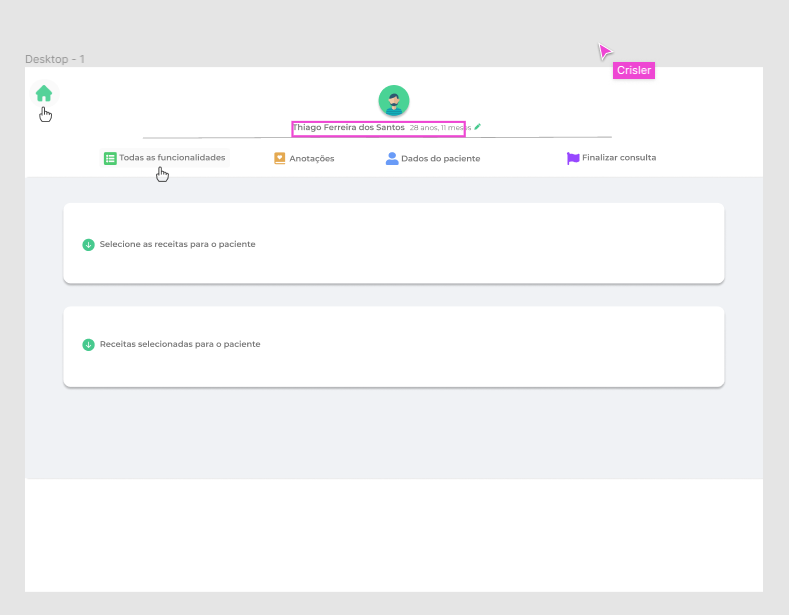 Desktop - 1
Crisler
Thiago Ferreira dos Santos 28 anos, 11 meses
Todas as funcionalidades
Anotações
Dados do paciente
Finalizar consulta
Selecione as receitas para o paciente
Receitas selecionadas para o paciente